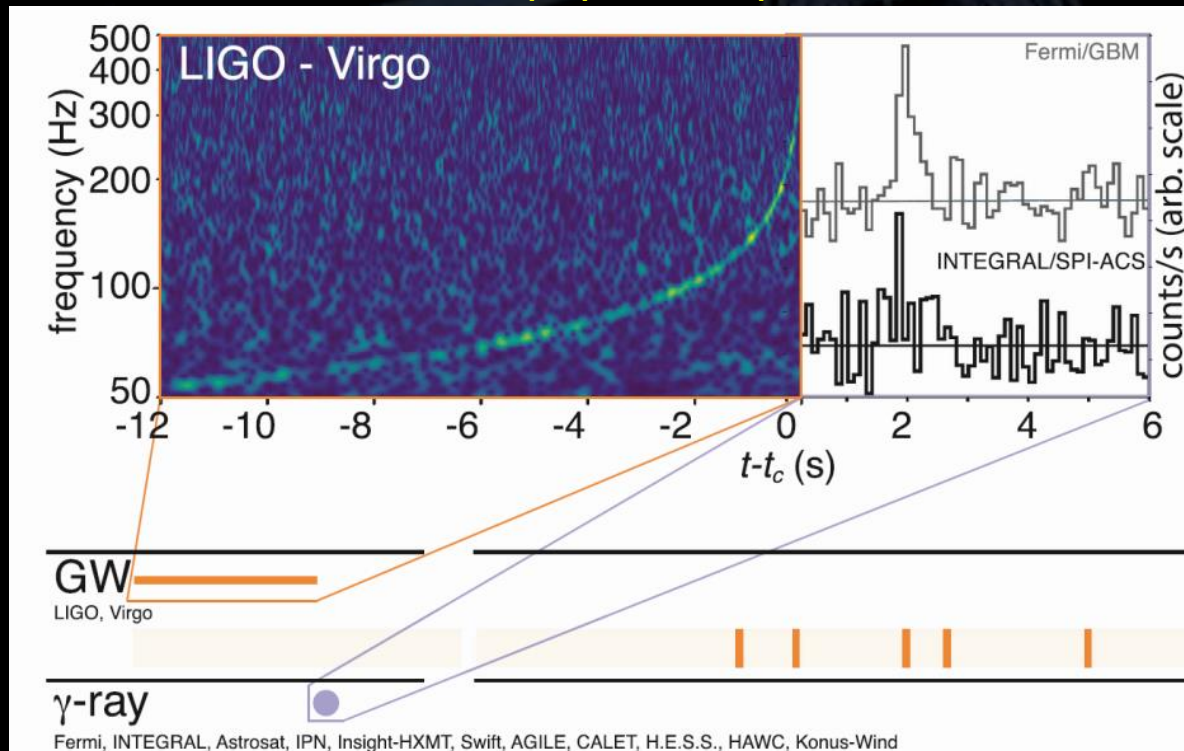 500
400
300
200
100
50
frequency (Hz)
LIGO - Virgo
Fermi/GBM
INTEGRAL/SPI-ACS
counts/s (arb. scale)
-12 -10 -8 -6 -4 -2 0 2 4 6
t-tc (s)
GW
LIGO, Virgo
γ-ray
Fermi, INTEGRAL, Astrosat, IPN, Insight-HXMT, Swift, AGILE, CALET, H.E.S.S., HAWC, Konus-Wind